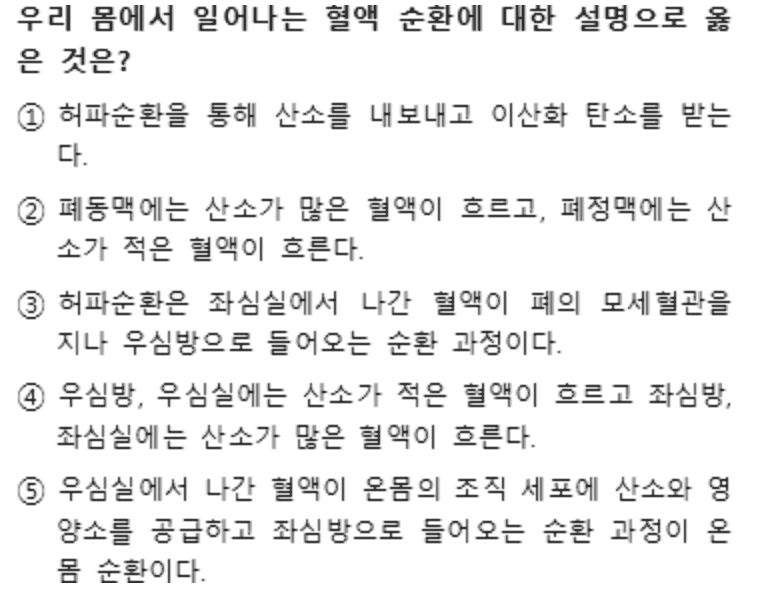 우리 몸에서 일어나는 혈액 순환에 대한 설명으로 옳
은 것은?
① 허파순환을 통해 산소를 내보내고 이산화 탄소를 받는
다.
② 폐동맥에는 산소가 많은 혈액이 흐르고, 폐정맥에는 산
소가 적은 혈액이 흐른다.
③ 허파순환은 좌심실에서 나간 혈액이 폐의 모세혈관을
지나 우심방으로 들어오는 순환 과정이다.
④ 우심방, 우심실에는 산소가 적은 혈액이 흐르고 좌심방,
좌심실에는 산소가 많은 혈액이 흐른다.
⑤ 우심실에서 나간 혈액이 온몸의 조직 세포에 산소와 영
양소를 공급하고 좌심방으로 들어오는 순환 과정이 온
몸 순환이다.